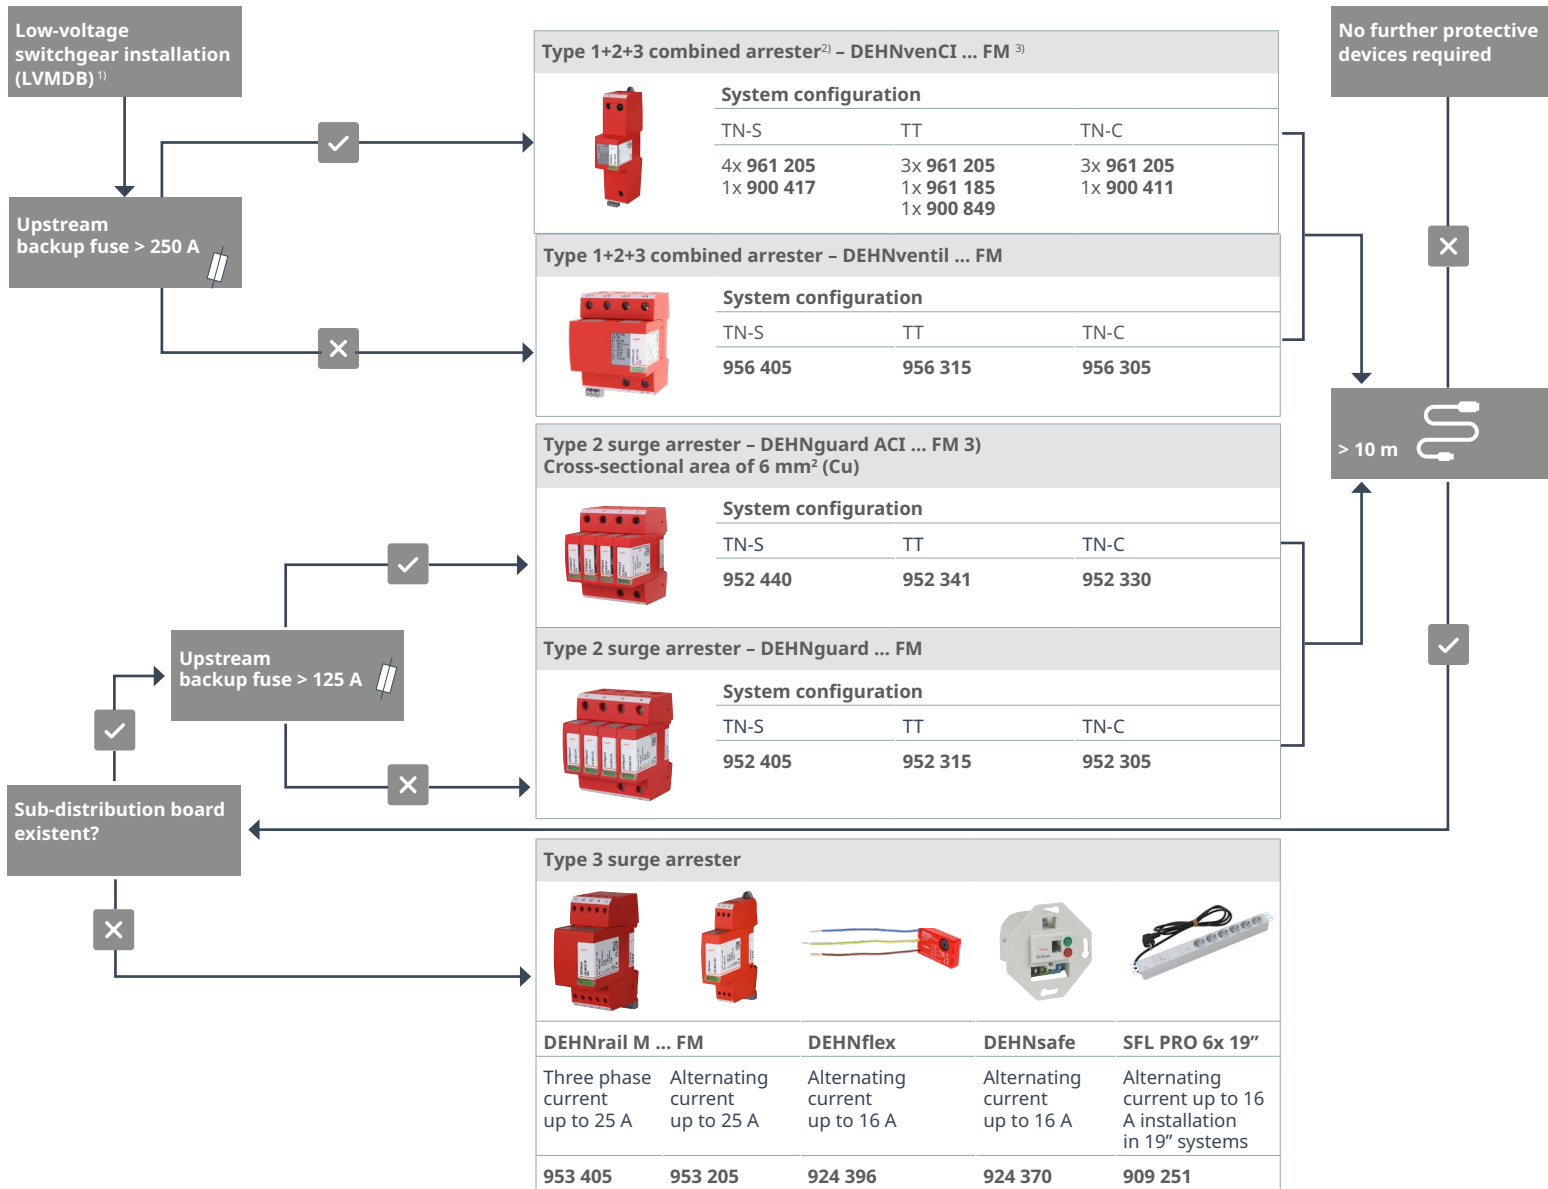 Low-voltage
switchgear installation
(LVMDB) 1)
Upstream
backup fuse > 250 A
Type 1+2+3 combined arrester2) – DEHNvenCI ... FM 3)
System configuration
TN-S TT TN-C
4x 961 205 3x 961 205 3x 961 205
1x 900 417 1x 961 185 1x 900 411
1x 900 849
Type 1+2+3 combined arrester – DEHNventil ... FM
System configuration
TN-S TT TN-C
956 405 956 315 956 305
No further protective
devices required
> 10 m
Type 2 surge arrester – DEHNguard ACI ... FM 3)
Cross-sectional area of 6 mm² (Cu)
System configuration
TN-S TT TN-C
952 440 952 341 952 330
Upstream
backup fuse > 125 A
Type 2 surge arrester – DEHNguard ... FM
System configuration
TN-S TT TN-C
952 405 952 315 952 305
Sub-distribution board
existent?
Type 3 surge arrester
DEHNrail M ... FM DEHNflex DEHNsafe SFL PRO 6x 19”
Three phase Alternating Alternating Alternating Alternating
current current current current current up to 16
up to 25 A up to 25 A up to 16 A up to 16 A A installation
in 19” systems
953 405 953 205 924 396 924 370 909 251